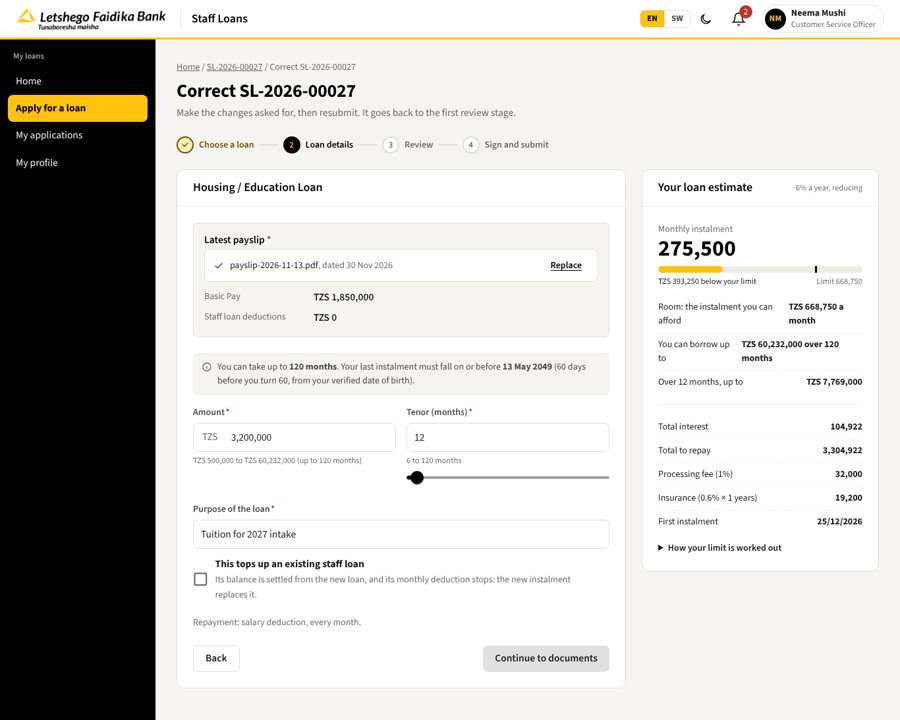 Letshego Faidika Bank
Tunaboresha maisha
Staff Loans
EN SW
2
NM
Neema Mushi
Customer Service Officer
My loans
Home
Apply for a loan
My applications
My profile
Home / SL-2026-00027 / Correct SL-2026-00027
Correct SL-2026-00027
Make the changes asked for, then resubmit. It goes back to the first review stage.
Choose a loan
2 Loan details
3 Review
4 Sign and submit
Housing / Education Loan
Latest payslip *
payslip-2026-11-13.pdf, dated 30 Nov 2026
Replace
Basic Pay TZS 1,850,000
Staff loan deductions TZS 0
You can take up to 120 months. Your last instalment must fall on or before 13 May 2049 (60 days
before you turn 60, from your verified date of birth).
Amount *
TZS 3,200,000
TZS 500,000 to TZS 60,232,000 (up to 120 months)
Tenor (months) *
12
6 to 120 months
Purpose of the loan *
Tuition for 2027 intake
This tops up an existing staff loan
Its balance is settled from the new loan, and its monthly deduction stops: the new instalment
replaces it.
Repayment: salary deduction, every month.
Back
Continue to documents
Your loan estimate
6% a year, reducing
Monthly instalment
275,500
TZS 393,250 below your limit
Limit 668,750
Room: the instalment you can
afford
TZS 668,750 a
month
You can borrow up
to
TZS 60,232,000 over 120
months
Over 12 months, up to TZS 7,769,000
Total interest 104,922
Total to repay 3,304,922
Processing fee (1%) 32,000
Insurance (0.6% × 1 years) 19,200
First instalment 25/12/2026
How your limit is worked out